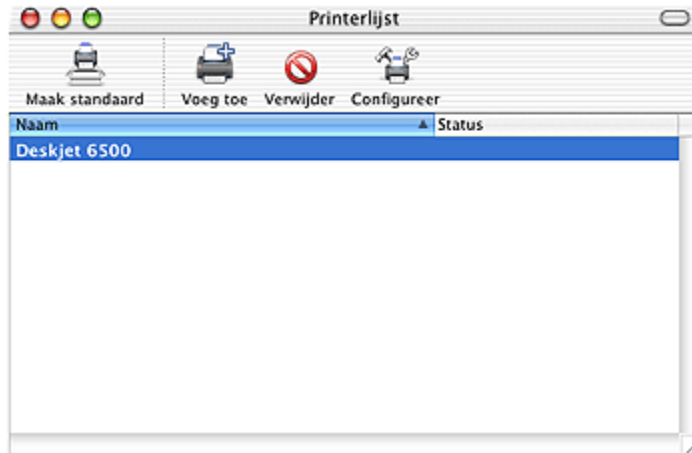 Printerlijst
Maak standaard Voeg toe Verwijder Configureer
Naam Status
Deskjet 6500